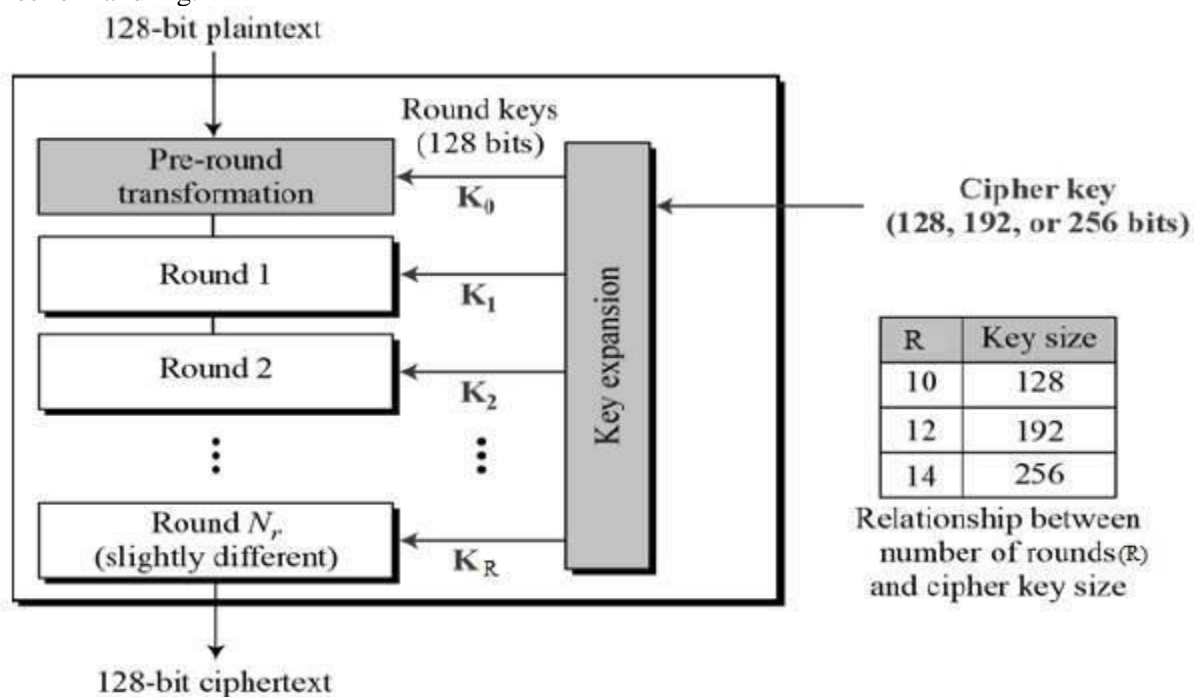 128-bit plaintext
Round keys
(128 bits)
Pre-round
transformation
K0
Cipher key
(128, 192, or 256 bits)
Round 1
K1
Key expansion
Round 2
K2
R Key size
10 128
12 192
14 256
Round Nr
(slightly different)
KR
Relationship between
number of rounds(R)
and cipher key size
128-bit ciphertext